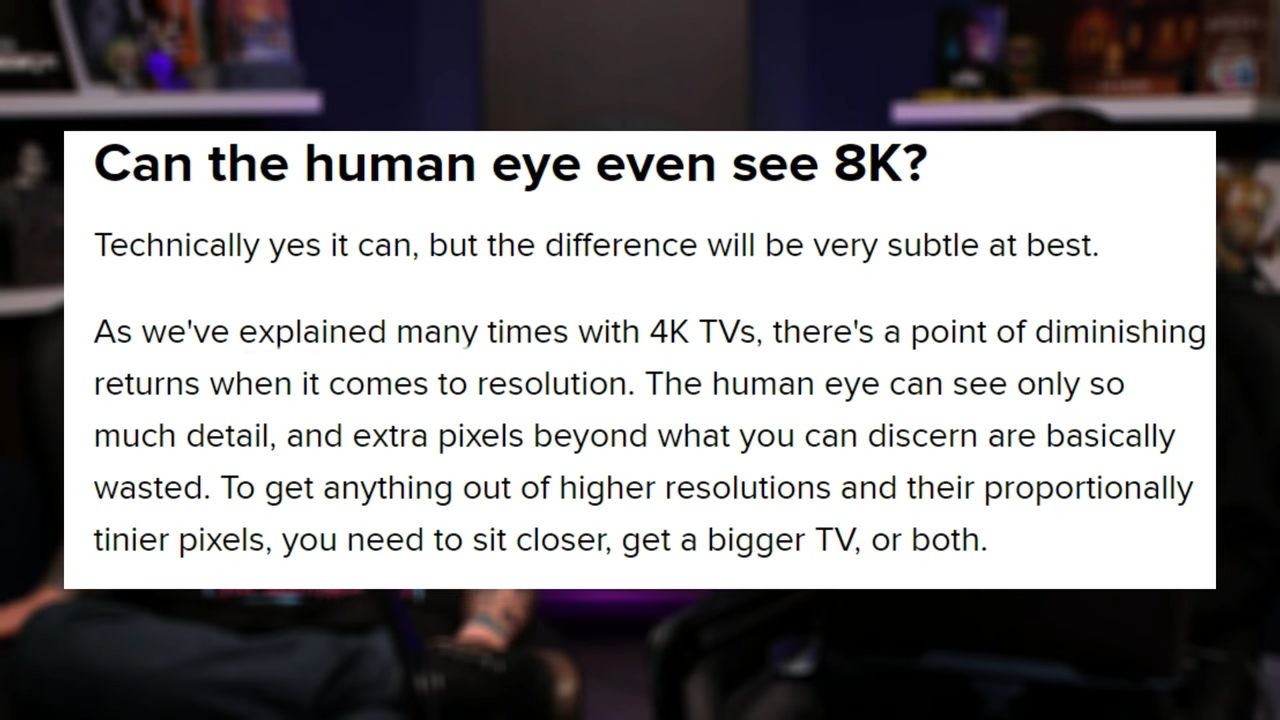 Can the human eye even see 8K?
Technically yes it can, but the difference will be very subtle at best.
As we've explained many times with 4K TVs, there's a point of diminishing
returns when it comes to resolution. The human eye can see only so
much detail, and extra pixels beyond what you can discern are basically
wasted. To get anything out of higher resolutions and their proportionally
tinier pixels, you need to sit closer, get a bigger TV, or both.